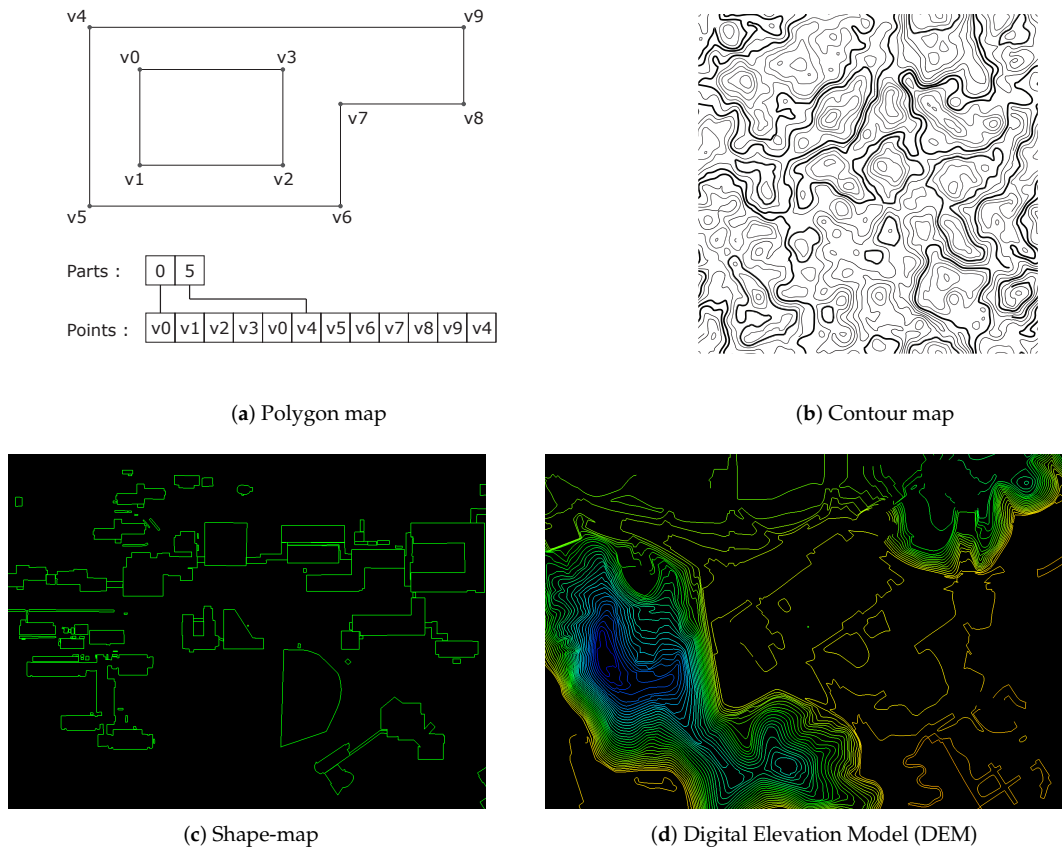 v4 v9
v0 v3
v7 v8
v1 v2
v5 v6
Parts : 0 5
Points : v0 v1 v2 v3 v0 v4 v5 v6 v7 v8 v9 v4
(a) Polygon map
(b) Contour map
(c) Shape-map
(d) Digital Elevation Model (DEM)